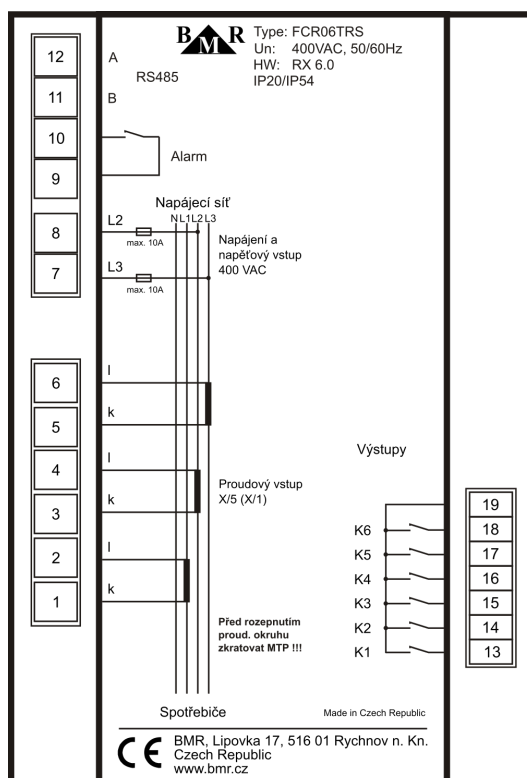 BMR
Type: FCR06TRS
Un: 400VAC, 50/60Hz
HW: RX 6.0
IP20/IP54
12
A
RS485
11
B
10
Alarm
9
Napájecí síť
N L1 L2 L3
8
L2
max. 10A
Napájení a
napěťový vstup
400 VAC
7
L3
max. 10A
6
l
5
k
4
l
Proudový vstup
X/5 (X/1)
3
k
2
l
1
k
Před rozepnutím
proud. okruhu
zkratovat MTP !!!
Výstupy
19
K6
18
K5
17
K4
16
K3
15
K2
14
K1
13
Spotřebiče
Made in Czech Republic
CE
BMR, Lipovka 17, 516 01 Rychnov n. Kn.
Czech Republic
www.bmr.cz